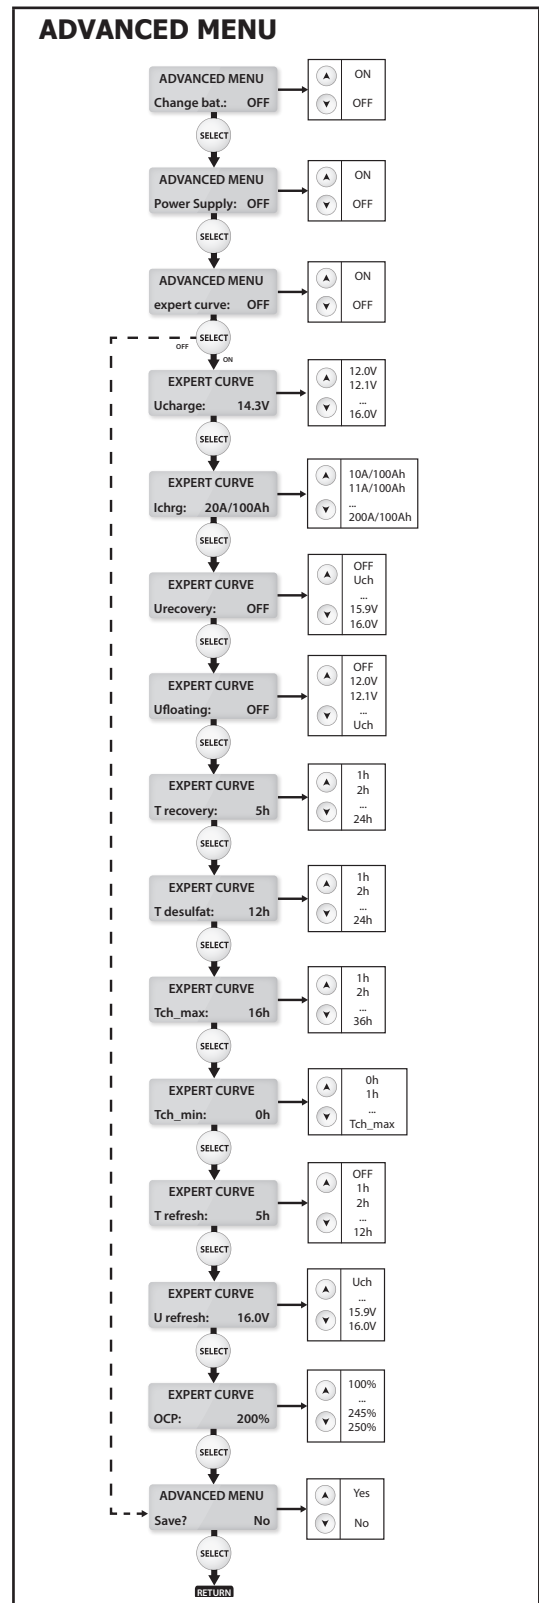 ADVANCED MENU
ADVANCED MENU
Change bat.: OFF
ON
OFF
SELECT
ADVANCED MENU
Power Supply: OFF
ON
OFF
SELECT
ADVANCED MENU
expert curve: OFF
ON
OFF
SELECT
OFF
ON
EXPERT CURVE
Ucharge: 14.3V
12.0V
12.1V
...
16.0V
SELECT
EXPERT CURVE
Ichrg: 20A/100Ah
10A/100Ah
11A/100Ah
...
200A/100Ah
SELECT
EXPERT CURVE
Urecovery: OFF
OFF
Uch
...
15.9V
16.0V
SELECT
EXPERT CURVE
Ufloating: OFF
OFF
12.0V
12.1V
...
Uch
SELECT
EXPERT CURVE
T recovery: 5h
1h
2h
...
24h
SELECT
EXPERT CURVE
T desulfat: 12h
1h
2h
...
24h
SELECT
EXPERT CURVE
Tch_max: 16h
1h
2h
...
36h
SELECT
EXPERT CURVE
Tch_min: 0h
0h
1h
...
Tch_max
SELECT
EXPERT CURVE
T refresh: 5h
OFF
1h
2h
...
12h
SELECT
EXPERT CURVE
U refresh: 16.0V
Uch
...
15.9V
16.0V
SELECT
EXPERT CURVE
OCP: 200%
100%
...
245%
250%
SELECT
ADVANCED MENU
Save? No
Yes
No
SELECT
RETURN